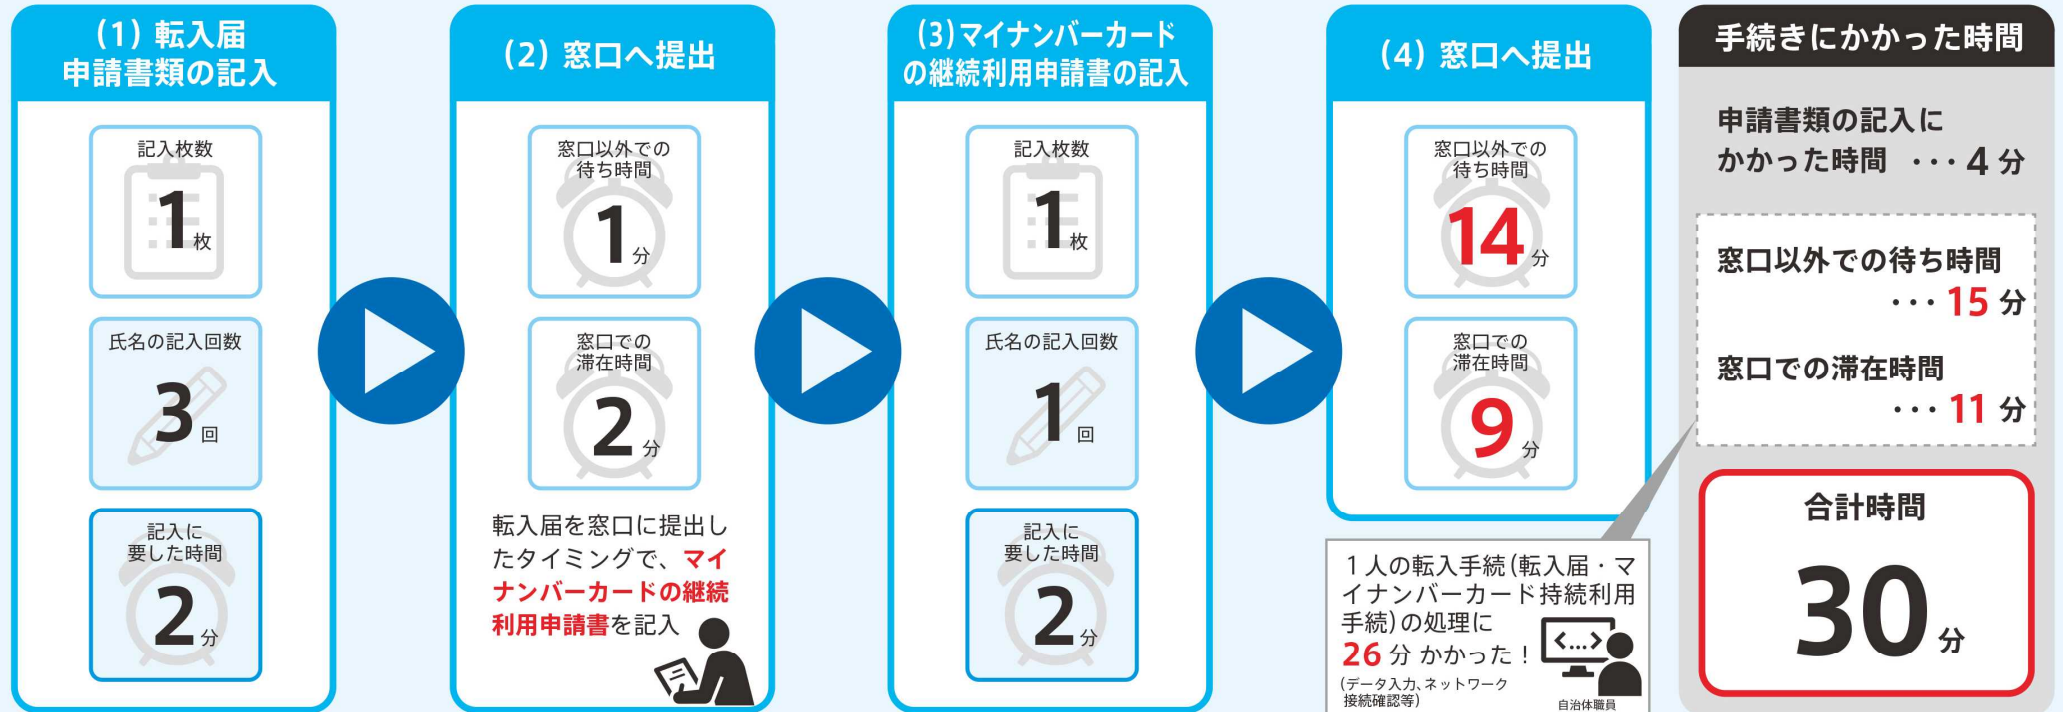 (1) 転入届
申請書類の記入
記入枚数
1枚
氏名の記入回数
3回
記入に
要した時間
2分
(2) 窓口へ提出
窓口以外での
待ち時間
1分
窓口での
滞在時間
2分
転入届を窓口に提出し
たタイミングで、マイ
ナンバーカードの継続
利用申請書を記入
(3)マイナンバーカード
の継続利用申請書の記入
記入枚数
1枚
氏名の記入回数
1回
記入に
要した時間
2分
(4) 窓口へ提出
窓口以外での
待ち時間
14分
窓口での
滞在時間
9分
1人の転入手続(転入届・マ
イナンバーカード持続利用
手続)の処理に
26分 かかった!
(データ入力、ネットワーク
接続確認等)
<...>
自治体職員
手続きにかかった時間
申請書類の記入に
かかった時間 ・・・4分
窓口以外での待ち時間
・・・15分
窓口での滞在時間
・・・11分
合計時間
30分